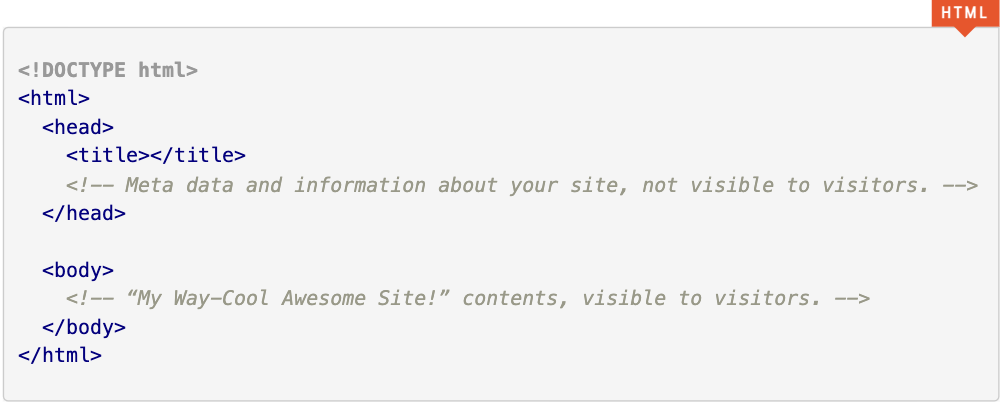 HTML
<!DOCTYPE html>
<html>
  <head>
    <title></title>
    <!-- Meta data and information about your site, not visible to visitors. -->
  </head>

  <body>
    <!-- “My Way-Cool Awesome Site!” contents, visible to visitors. -->
  </body>
</html>